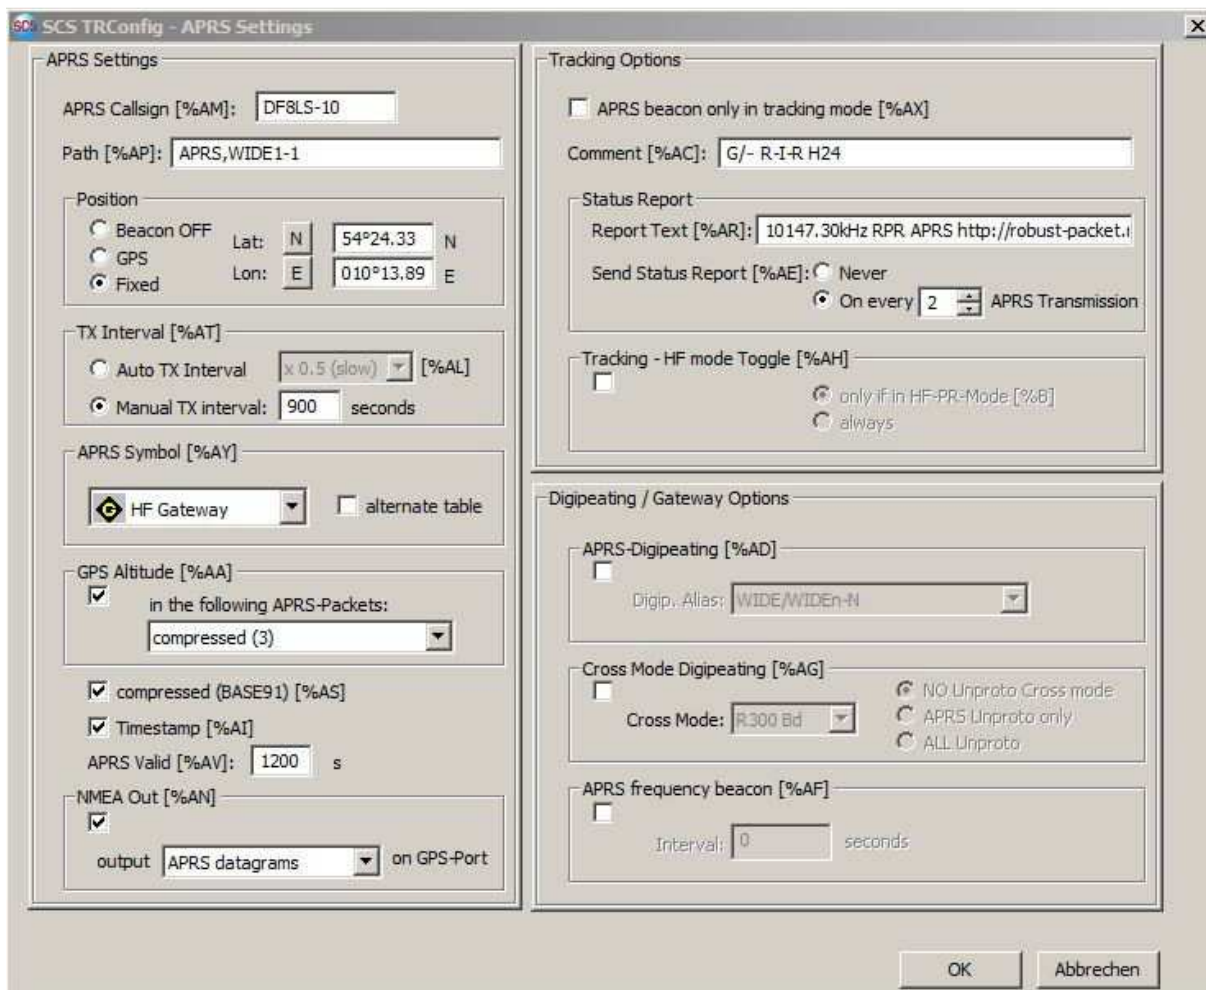 SCS SCS TRConfig - APRS Settings
APRS Settings
APRS Callsign [%AM]: DF8LS-10
Path [%AP]: APRS,WIDE1-1
Position
Beacon OFF
GPS
Fixed
Lat: N 54°24.33 N
Lon: E 010°13.89 E
TX Interval [%AT]
Auto TX Interval x 0.5 (slow) [%AL]
Manual TX interval: 900 seconds
APRS Symbol [%AY]
G HF Gateway alternate table
GPS Altitude [%AA]
in the following APRS-Packets:
compressed (3)
compressed (BASE91) [%AS]
Timestamp [%AI]
APRS Valid [%AV]: 1200 s
NMEA Out [%AN]
output APRS datagrams on GPS-Port
Tracking Options
APRS beacon only in tracking mode [%AX]
Comment [%AC]: G/- R-I-R H24
Status Report
Report Text [%AR]: 10147.30kHz RPR APRS http://robust-packet.
Send Status Report [%AE]: Never
On every 2 APRS Transmission
Tracking - HF mode Toggle [%AH]
only if in HF-PR-Mode [%B]
always
Digipeating / Gateway Options
APRS-Digipeating [%AD]
Digip. Alias: WIDE/WIDEn-N
Cross Mode Digipeating [%AG]
Cross Mode: R300 Bd
NO Unproto Cross mode
APRS Unproto only
ALL Unproto
APRS frequency beacon [%AF]
Interval: 0 seconds
OK Abbrechen